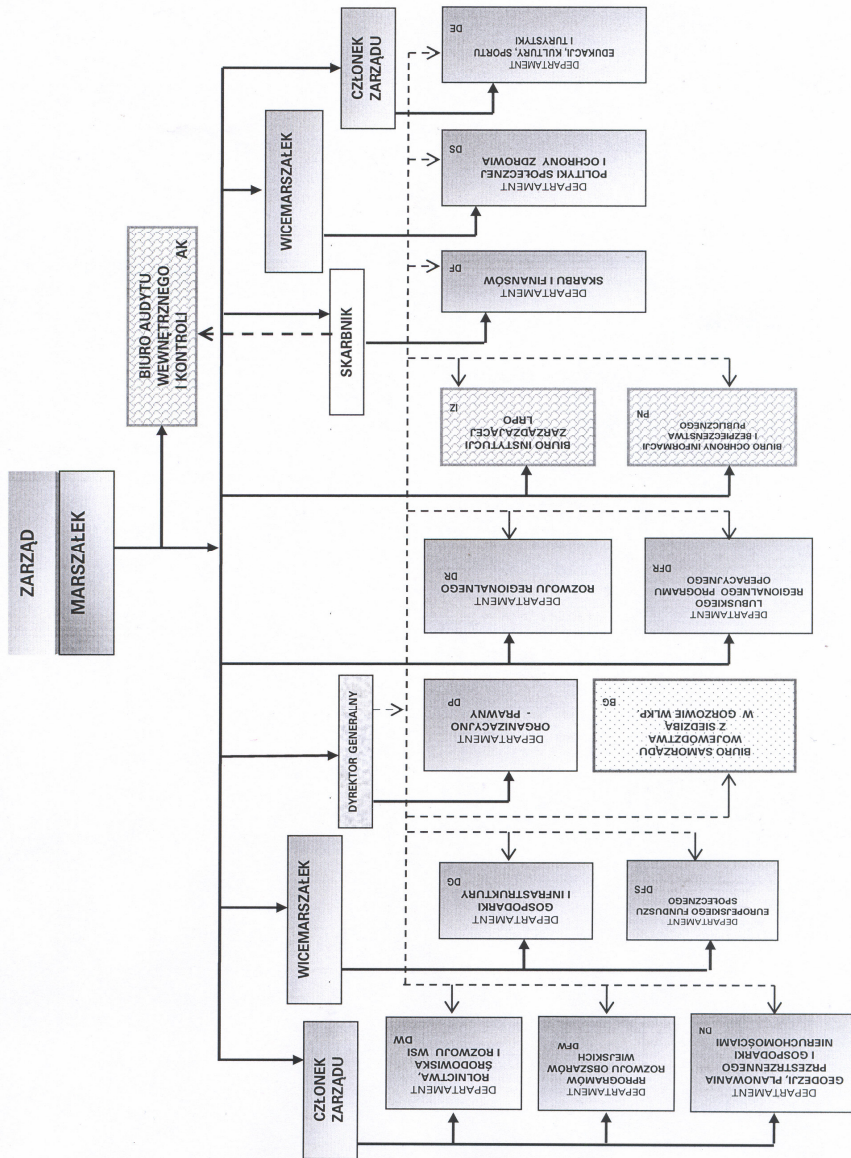 ZARZĄD
MARSZAŁEK
BIURO AUDYTU
WEWNĘTRZNEGO
I KONTROLI AK
CZŁONEK
ZARZĄDU
WICEMARSZAŁEK
DYREKTOR GENERALNY
SKARBNIK
WICEMARSZAŁEK
CZŁONEK
ZARZĄDU
DEPARTAMENT
ROLNICTWA,
ŚRODOWISKA
I ROZWOJU WSI
DW
DEPARTAMENT
RPROGRAMÓW
ROZWOJU OBSZARÓW
WIEJSKICH
DFW
DEPARTAMENT
GEODEZJI, PLANOWANIA
PRZESTRZENNEGO
I GOSPODARKI
NIERUCHOMOŚCIAMI
DN
DEPARTAMENT
GOSPODARKI
I INFRASTRUKTURY
DG
DEPARTAMENT
EUROPEJSKIEGO FUNDUSZU
SPOŁECZNEGO
DFS
DEPARTAMENT
ORGANIZACYJNO
- PRAWNY
DP
BIURO SAMORZĄDU
WOJEWÓDZTWA
Z SIEDZIBĄ
W GORZOWIE WLKP.
BG
DEPARTAMENT
ROZWOJU REGIONALNEGO
DR
DEPARTAMENT
LUBUSKIEGO
REGIONALNEGO PROGRAMU
OPERACYJNEGO
DFR
BIURO INSTYTUCJI
ZARZĄDZAJĄCEJ
LRPO
IZ
BIURO OCHRONY INFORMACJI
I BEZPIECZEŃSTWA
PUBLICZNEGO
PN
DEPARTAMENT
SKARBU I FINANSÓW
DF
DEPARTAMENT
POLITYKI SPOŁECZNEJ
I OCHRONY ZDROWIA
DS
DEPARTAMENT
EDUKACJI, KULTURY, SPORTU
I TURYSTYKI
DE